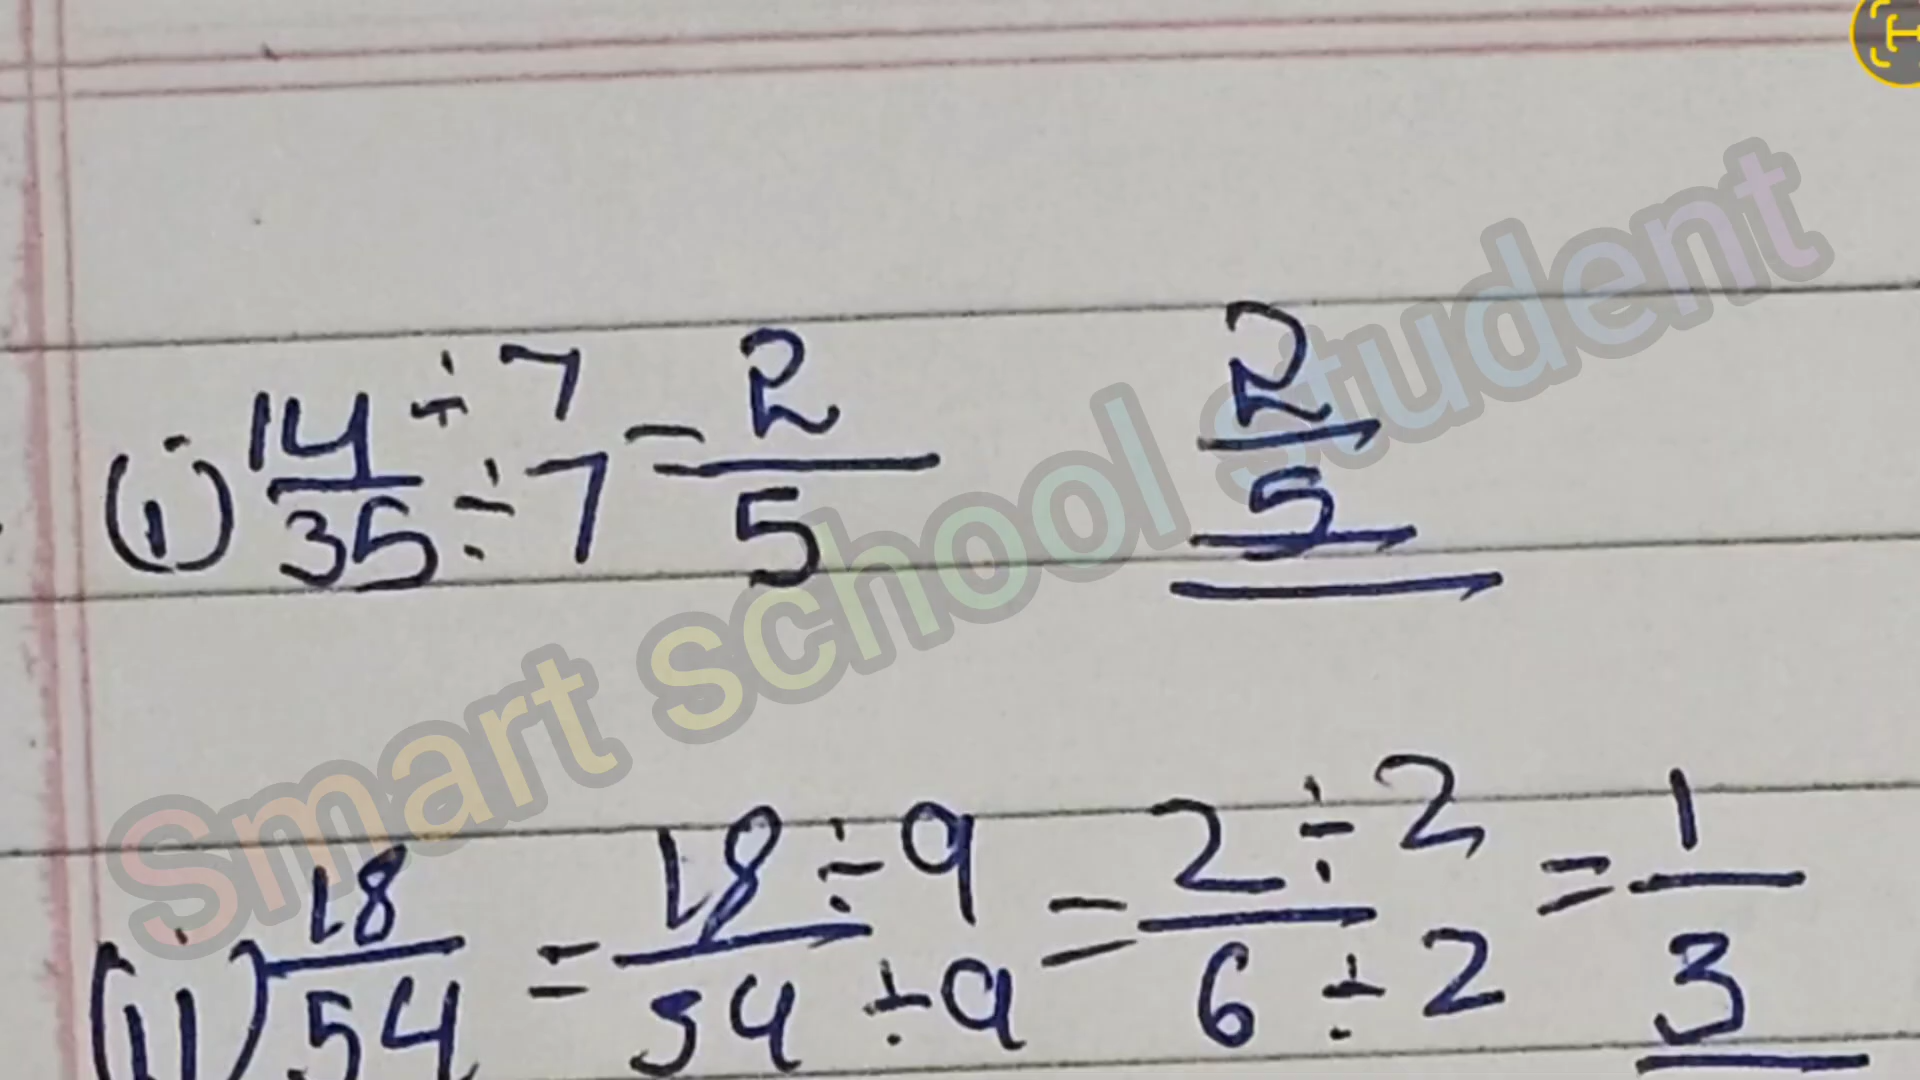 (i) 14/35 ÷ 7/÷ 7 = 2/5 2/5
Smart school student
(ii) 18/54 = 18 ÷ 9/54 ÷ 9 = 2 ÷ 2/6 ÷ 2 = 1/3